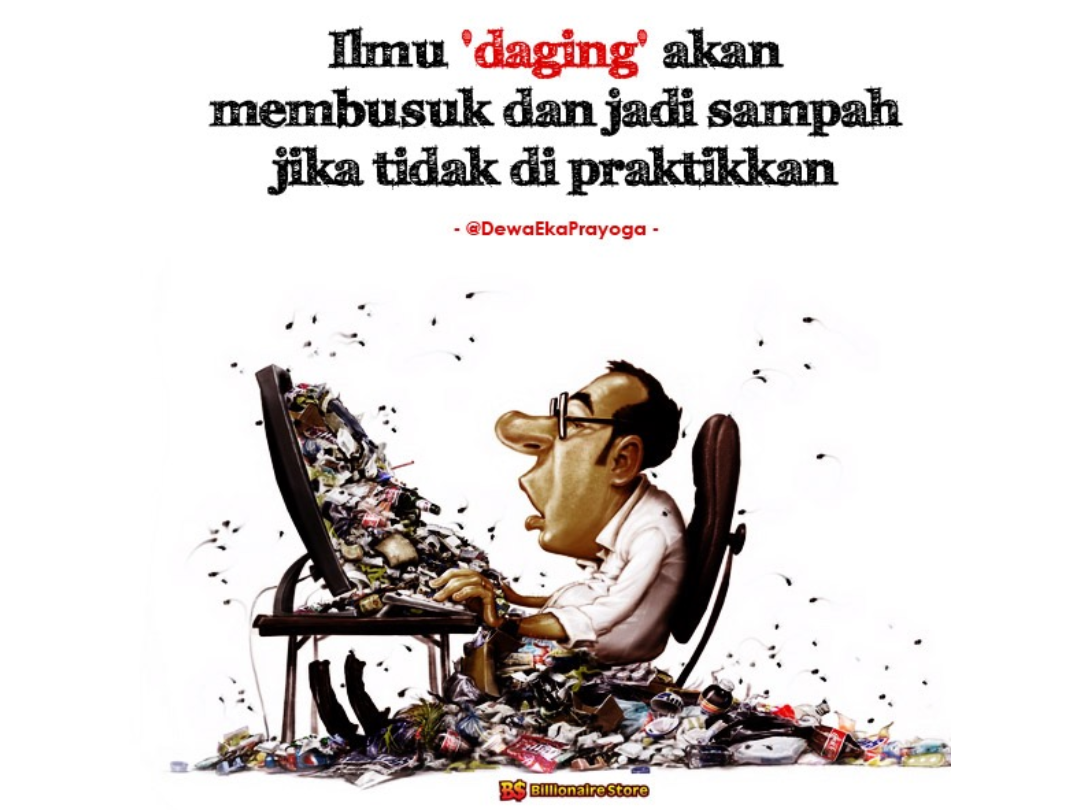 Ilmu 'daging' akan
membusuk dan jadi sampah
jika tidak di praktikkan
- @DewaEkaPrayoga -
B$ BillionaireStore